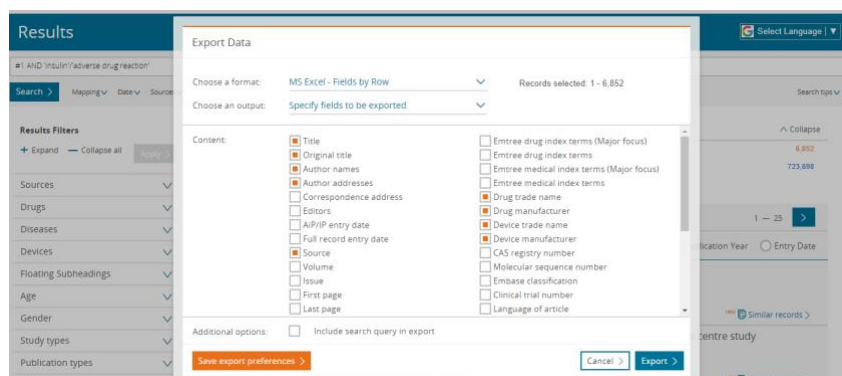 Results
Select Language | ▼
#1 AND 'insulin'/'adverse drug reaction'
Search > Mapping Date Source
Search tips
Results Filters
+ Expand — Collapse all
Apply >
Sources
Drugs
Diseases
Devices
Floating Subheadings
Age
Gender
Study types
Publication types
Export Data
Choose a format: MS Excel - Fields by Row
Records selected: 1 - 6,852
Choose an output: Specify fields to be exported
Content:
Title
Original title
Author names
Author addresses
Correspondence address
Editors
AiP/IP entry date
Full record entry date
Source
Volume
Issue
First page
Last page
Emtree drug index terms (Major focus)
Emtree drug index terms
Emtree medical index terms (Major focus)
Emtree medical index terms
Drug trade name
Drug manufacturer
Device trade name
Device manufacturer
CAS registry number
Molecular sequence number
Embase classification
Clinical trial number
Language of article
Additional options: Include search query in export
Save export preferences >
Cancel >
Export >
Collapse
6,852
723,698
1 — 25 >
lication Year Entry Date
Similar records >
centre study